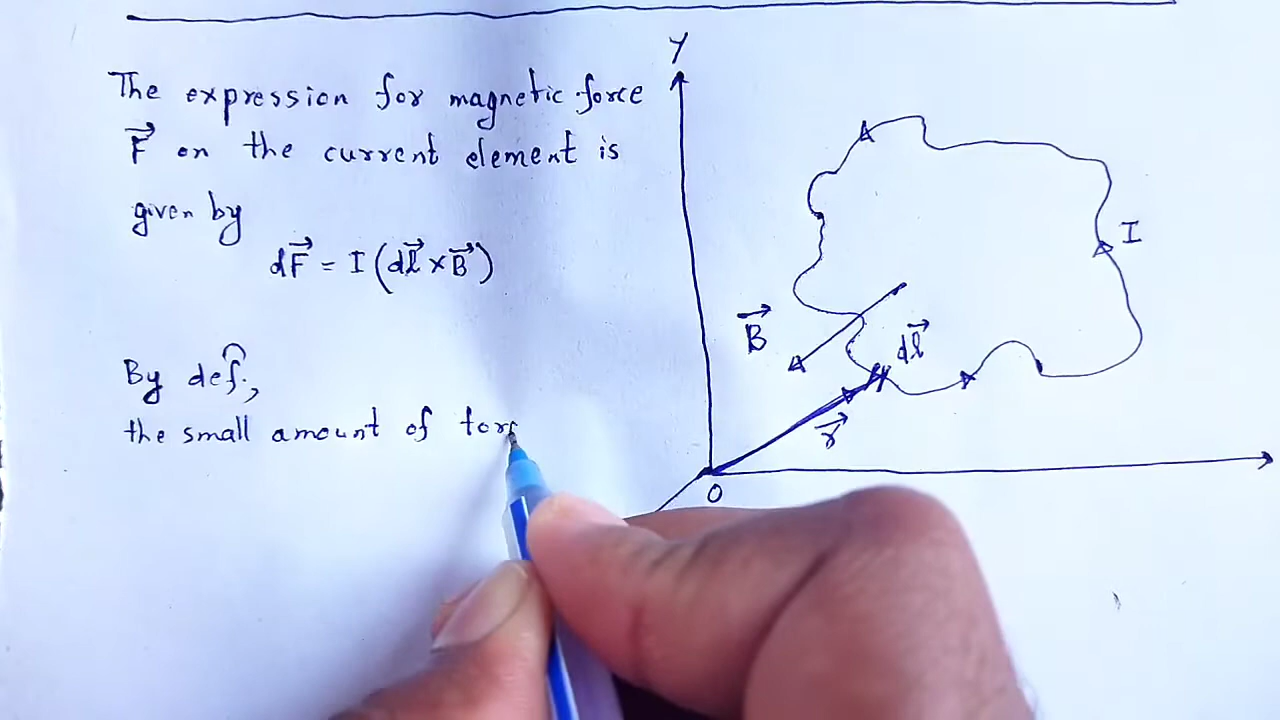 The expression for magnetic force
F⃗ on the current element is
given by
dF⃗ = I (dl⃗ × B⃗)
By def.,
the small amount of tor
Y
I
B⃗
dl⃗
r⃗
O